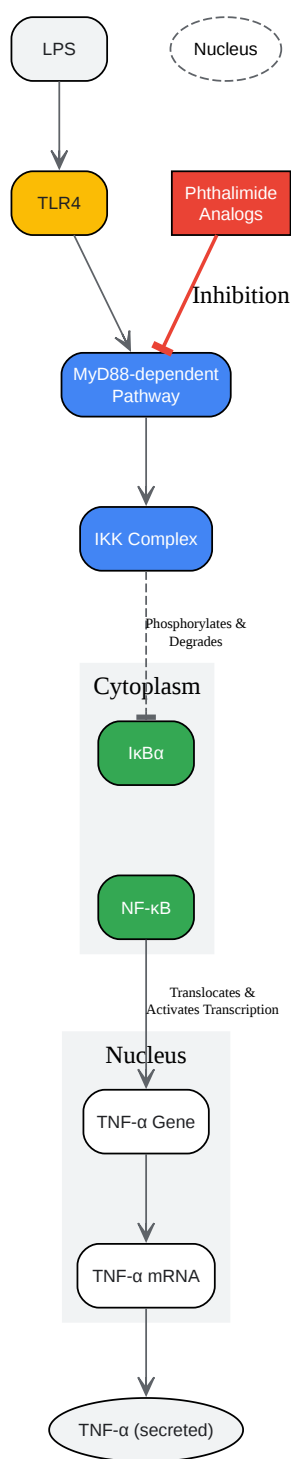 LPS
Nucleus
TLR4
Phthalimide
Analogs
Inhibition
MyD88-dependent
Pathway
IKK Complex
Phosphorylates &
Degrades
Cytoplasm
IκBα
NF-κB
Translocates &
Activates Transcription
Nucleus
TNF-α Gene
TNF-α mRNA
TNF-α (secreted)